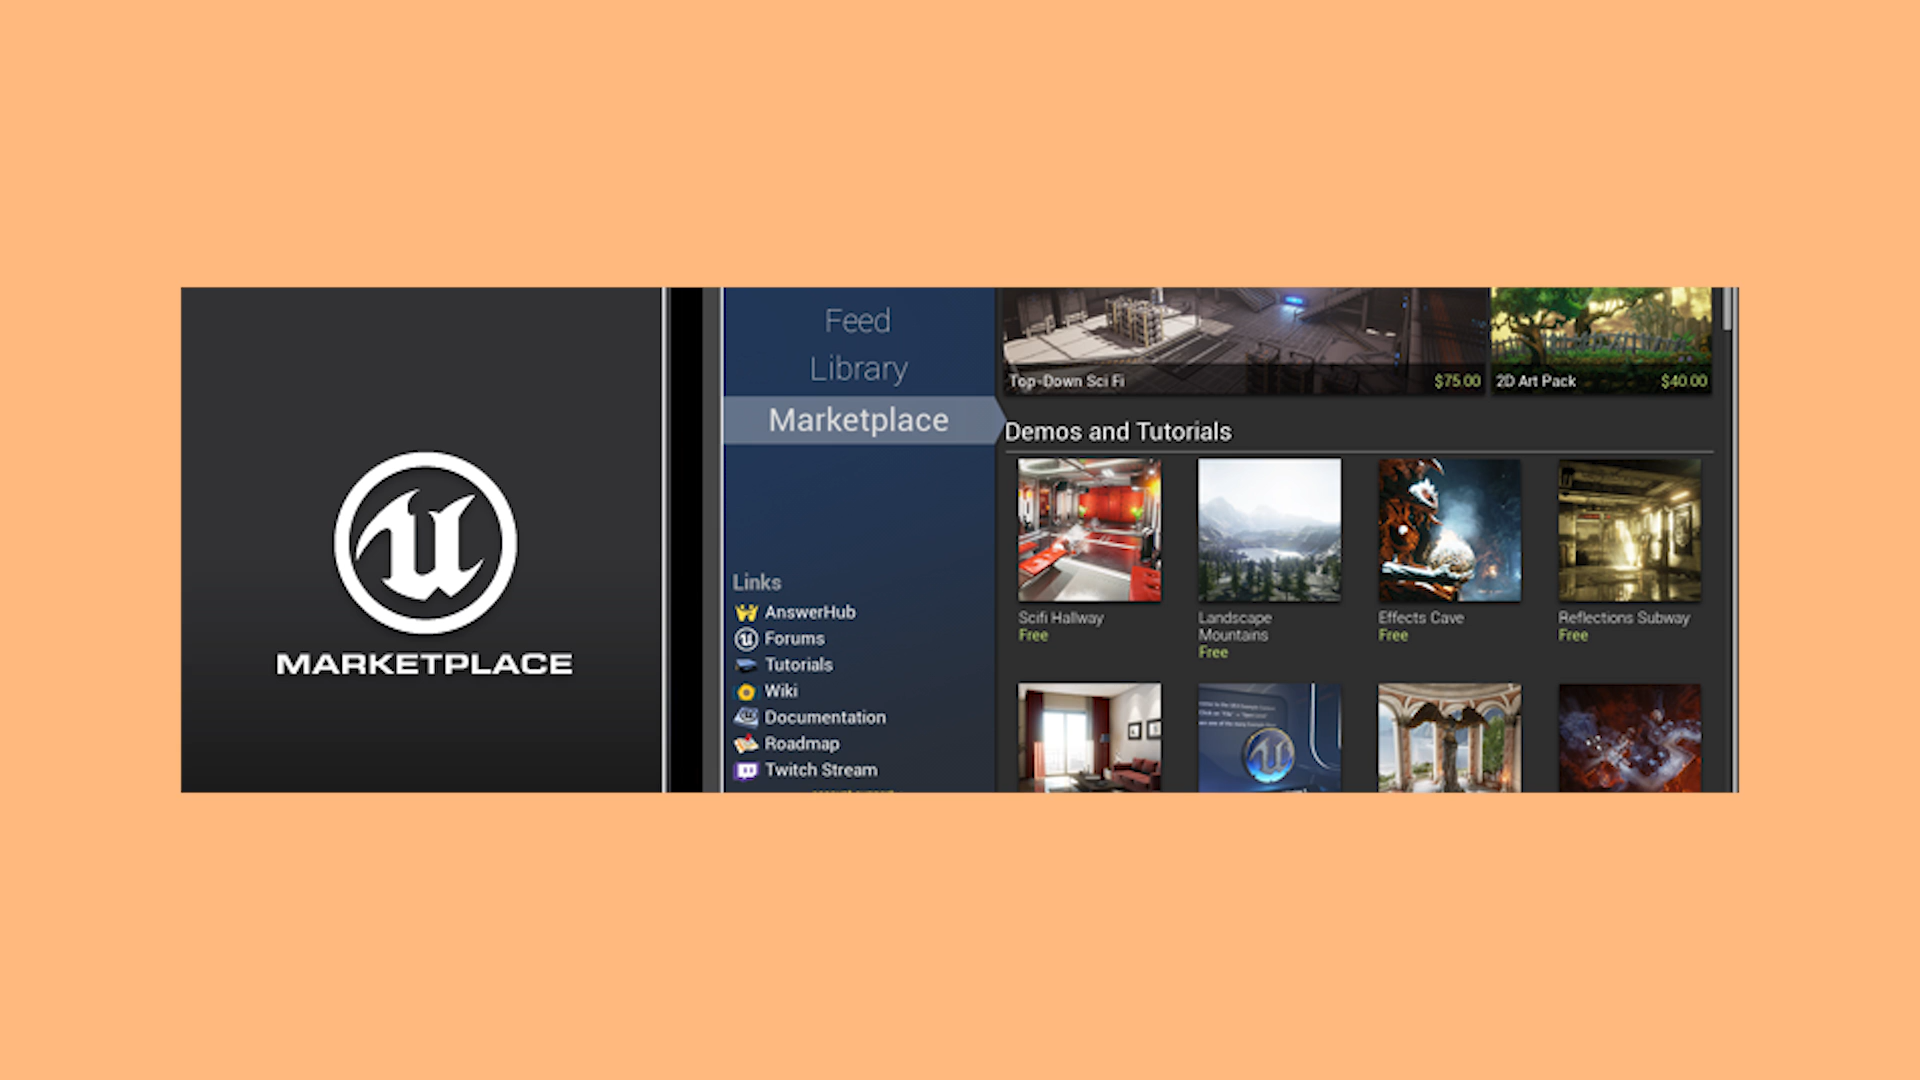 MARKETPLACE
Feed
Library
Marketplace
Links
AnswerHub
Forums
Tutorials
Wiki
Documentation
Roadmap
Twitch Stream
Top-Down Sci Fi $75.00
2D Art Pack $40.00
Demos and Tutorials
Scifi Hallway
Free
Landscape
Mountains
Free
Effects Cave
Free
Reflections Subway
Free